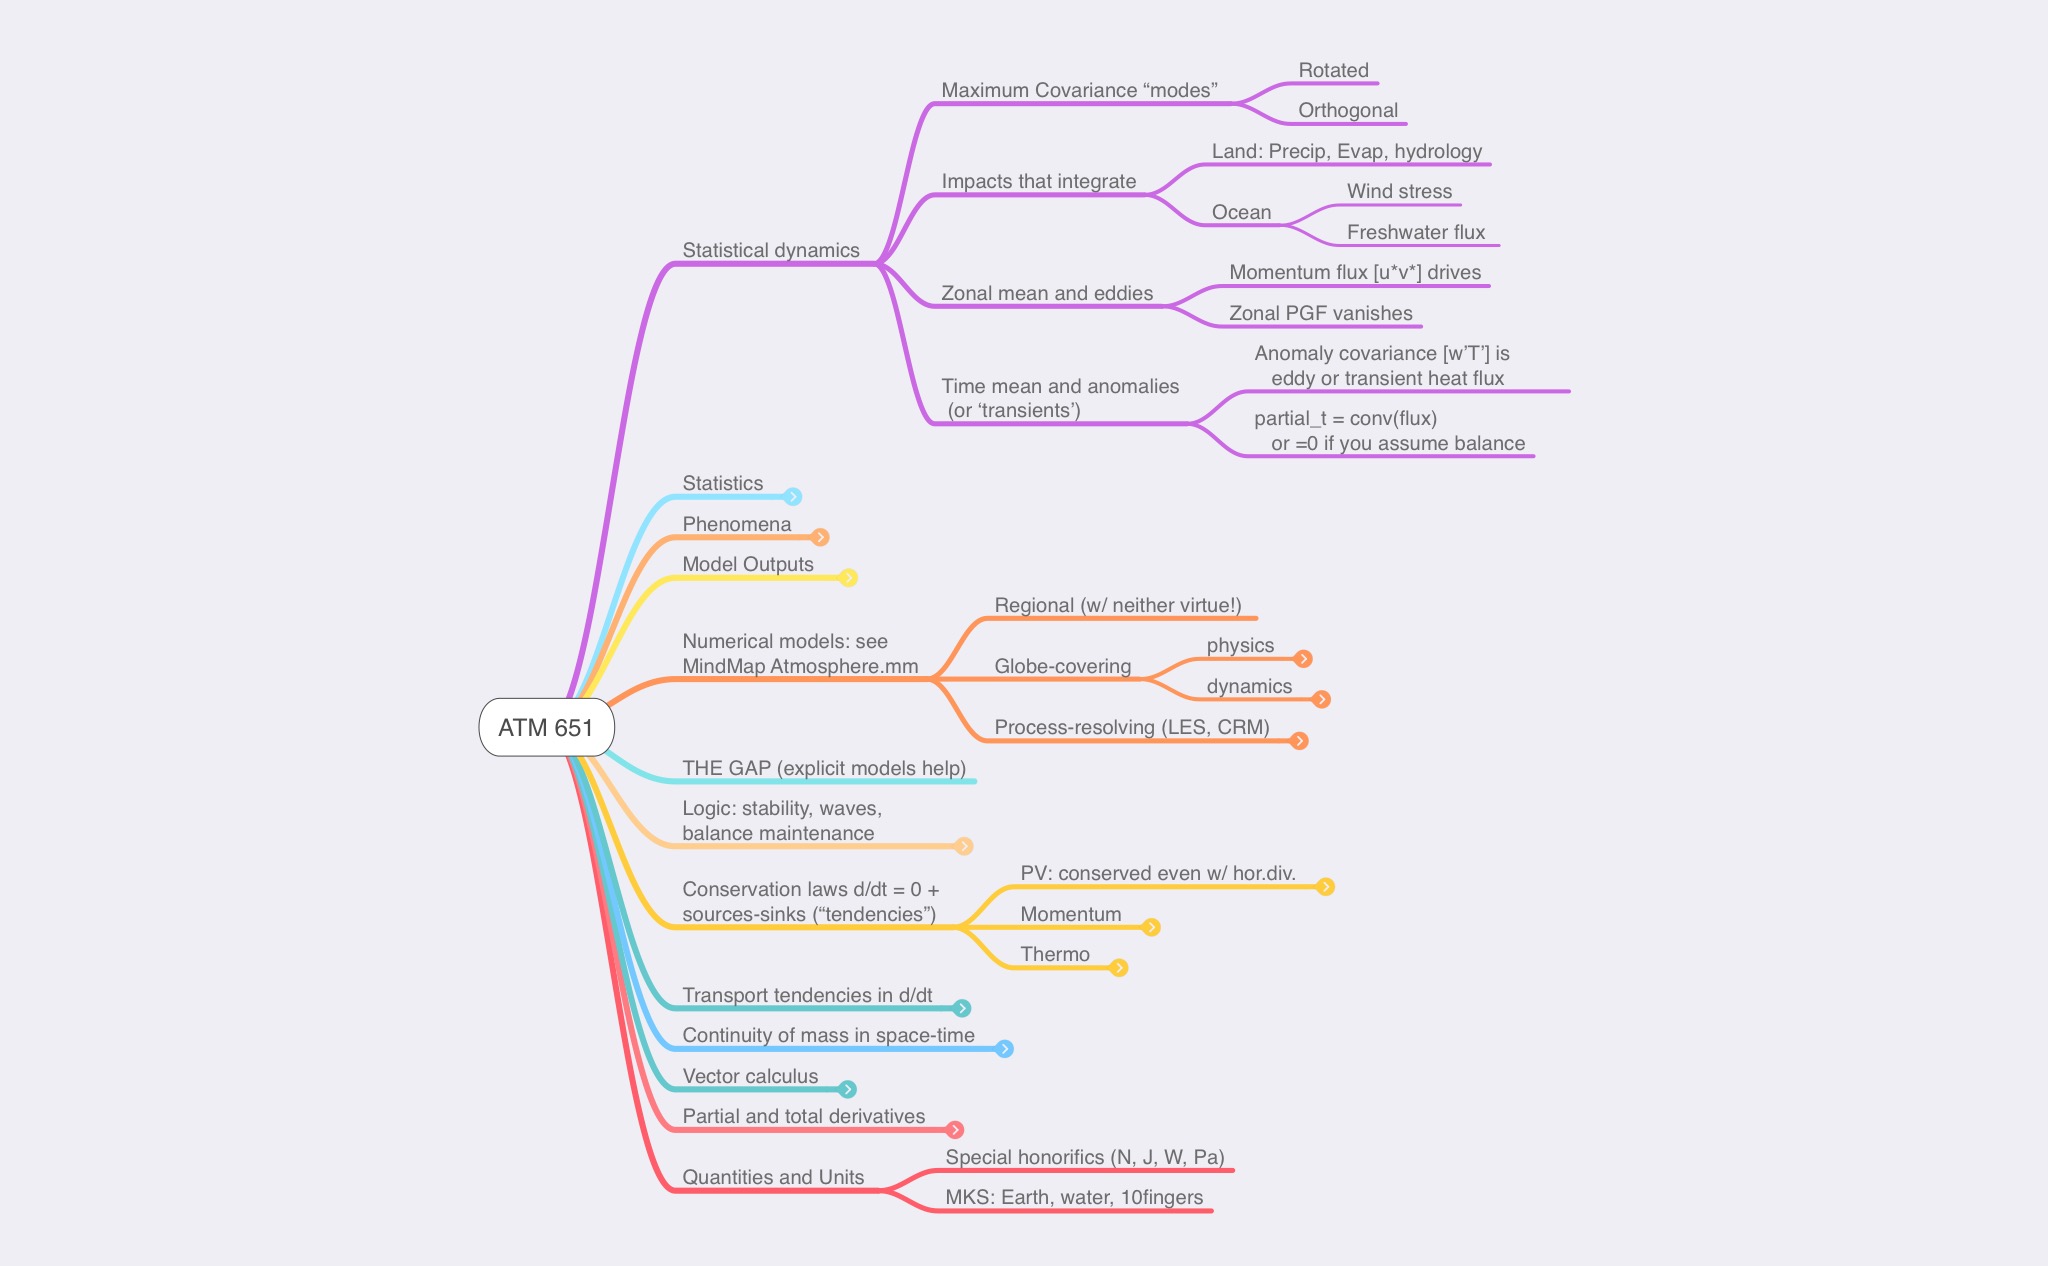 Rotated
Maximum Covariance “modes”
Orthogonal
Land: Precip, Evap, hydrology
Impacts that integrate
Wind stress
Ocean
Freshwater flux
Statistical dynamics
Momentum flux [u*v*] drives
Zonal mean and eddies
Zonal PGF vanishes
Anomaly covariance [w’T’] is
eddy or transient heat flux
Time mean and anomalies
(or ‘transients’)
partial_t = conv(flux)
or =0 if you assume balance
Statistics
Phenomena
Model Outputs
Regional (w/ neither virtue!)
Numerical models: see
MindMap Atmosphere.mm
physics
Globe-covering
dynamics
Process-resolving (LES, CRM)
ATM 651
THE GAP (explicit models help)
Logic: stability, waves,
balance maintenance
PV: conserved even w/ hor.div.
Conservation laws d/dt = 0 +
sources-sinks (“tendencies”)
Momentum
Thermo
Transport tendencies in d/dt
Continuity of mass in space-time
Vector calculus
Partial and total derivatives
Special honorifics (N, J, W, Pa)
Quantities and Units
MKS: Earth, water, 10fingers